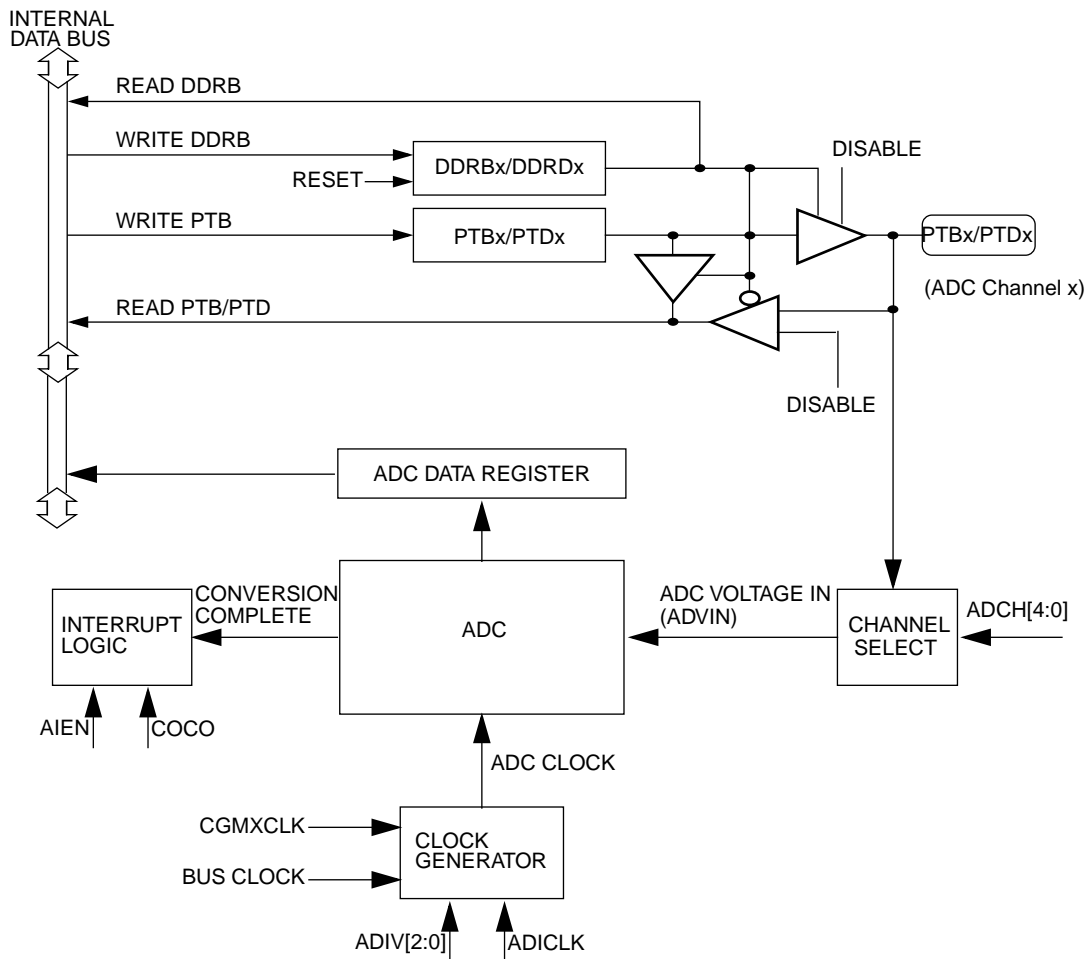 INTERNAL
DATA BUS
READ DDRB
WRITE DDRB
DISABLE
DDRBx/DDRDx
RESET
WRITE PTB
PTBx/PTDx
PTBx/PTDx
(ADC Channel x)
READ PTB/PTD
DISABLE
ADC DATA REGISTER
CONVERSION
COMPLETE
INTERRUPT
LOGIC
ADC
ADC VOLTAGE IN
(ADVIN)
CHANNEL
SELECT
ADCH[4:0]
AIEN
COCO
ADC CLOCK
CGMXCLK
CLOCK
GENERATOR
BUS CLOCK
ADIV[2:0]
ADICLK